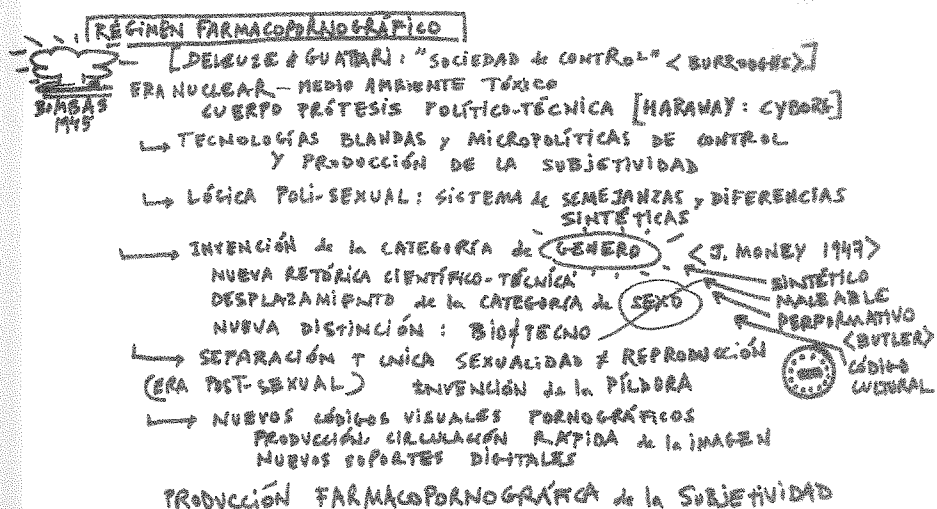 RÉGIMEN FARMACOPORNOGRÁFICO
[DELEUZE & GUATTARI: "SOCIEDAD de CONTROL" < BURROUGHS>]
BOMBAS
1945
ERA NUCLEAR - MEDIO AMBIENTE TÓXICO
CUERPO PRÓTESIS POLÍTICO-TÉCNICA [HARAWAY: CYBORG]
TECNOLOGÍAS BLANDAS y MICROPOLÍTICAS DE CONTROL
Y PRODUCCIÓN DE LA SUBJETIVIDAD
LÓGICA POLI-SEXUAL: SISTEMA de SEMEJANZAS y DIFERENCIAS
SINTÉTICAS
INVENCIÓN de la CATEGORÍA de GENERO <J. MONEY 1947>
NUEVA RETÓRICA CIENTÍFICO-TÉCNICA
DESPLAZAMIENTO de la CATEGORÍA de SEXO
NUEVA DISTINCIÓN: BIO/TECNO
SINTÉTICO
MALEABLE
PERFORMATIVO
<BUTLER>
CÓDIGO
CULTURAL
SEPARACIÓN TCNICA SEXUALIDAD ≠ REPRODUCCIÓN
(ERA POST-SEXUAL) INVENCIÓN de la PÍLDORA
NUEVOS CÓDIGOS VISUALES PORNOGRÁFICOS
PRODUCCIÓN, CIRCULACIÓN RÁPIDA de la IMAGEN
NUEVOS SOPORTES DIGITALES
PRODUCCIÓN FARMACOPORNOGRÁFICA de la SUBJETIVIDAD